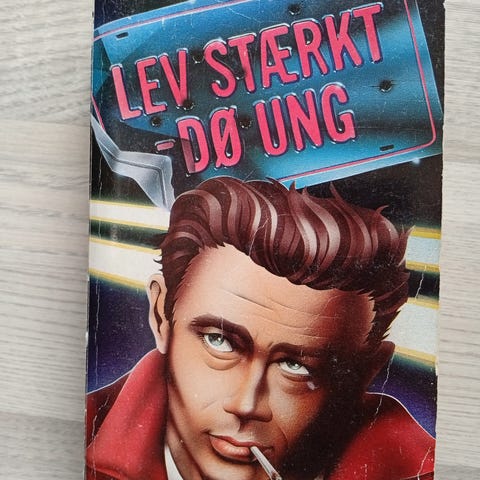 LEV STÆRKT
-DØ UNG